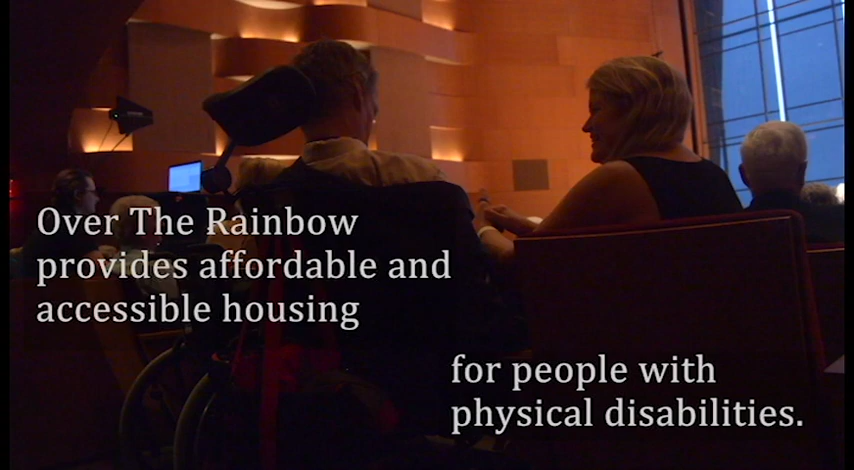 Over The Rainbow
provides affordable and
accessible housing
for people with
physical disabilities.